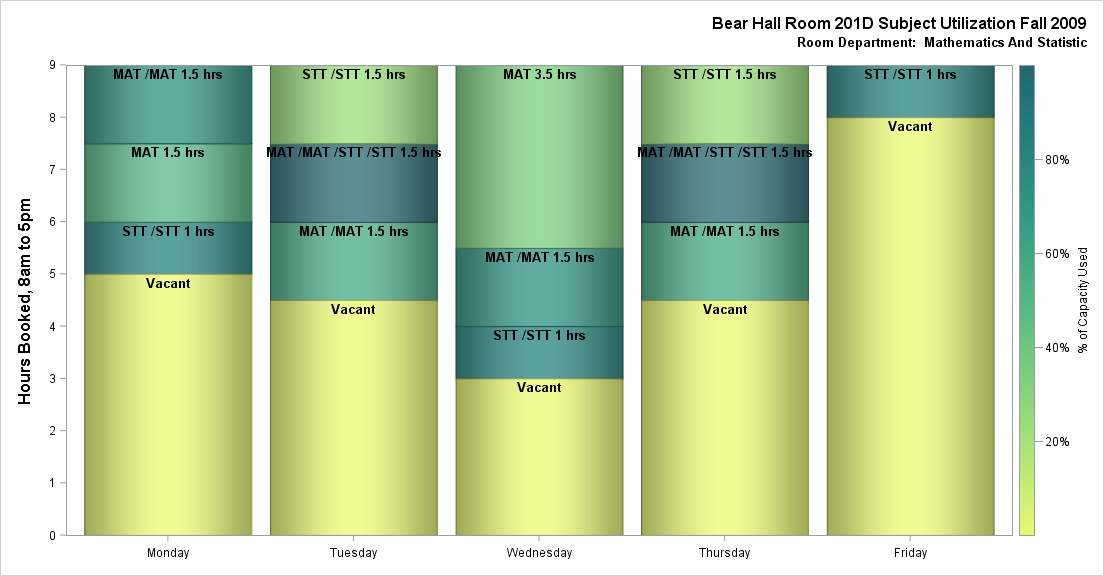 Bear Hall Room 201D Subject Utilization Fall 2009
Room Department:  Mathematics And Statistic
Hours Booked, 8am to 5pm
9
8
7
6
5
4
3
2
1
0
MAT /MAT 1.5 hrs
MAT 1.5 hrs
STT /STT 1 hrs
Vacant
STT /STT 1.5 hrs
MAT /MAT /STT /STT 1.5 hrs
MAT /MAT 1.5 hrs
Vacant
MAT 3.5 hrs
MAT /MAT 1.5 hrs
STT /STT 1 hrs
Vacant
STT /STT 1.5 hrs
MAT /MAT /STT /STT 1.5 hrs
MAT /MAT 1.5 hrs
Vacant
STT /STT 1 hrs
Vacant
Monday
Tuesday
Wednesday
Thursday
Friday
80%
60%
40%
20%
% of Capacity Used